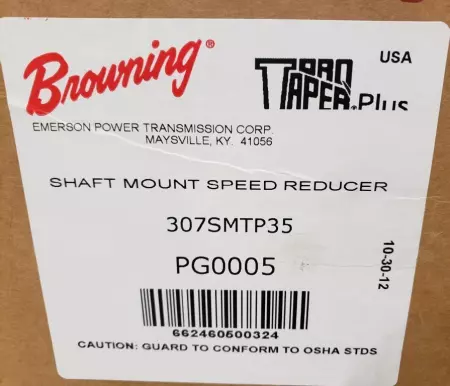 Browning®
TORQ TAPER® Plus
USA
EMERSON POWER TRANSMISSION CORP.
MAYSVILLE, KY. 41056
SHAFT MOUNT SPEED REDUCER
307SMTP35
PG0005
10-30-12
662460500324
CAUTION: GUARD TO CONFORM TO OSHA STDS